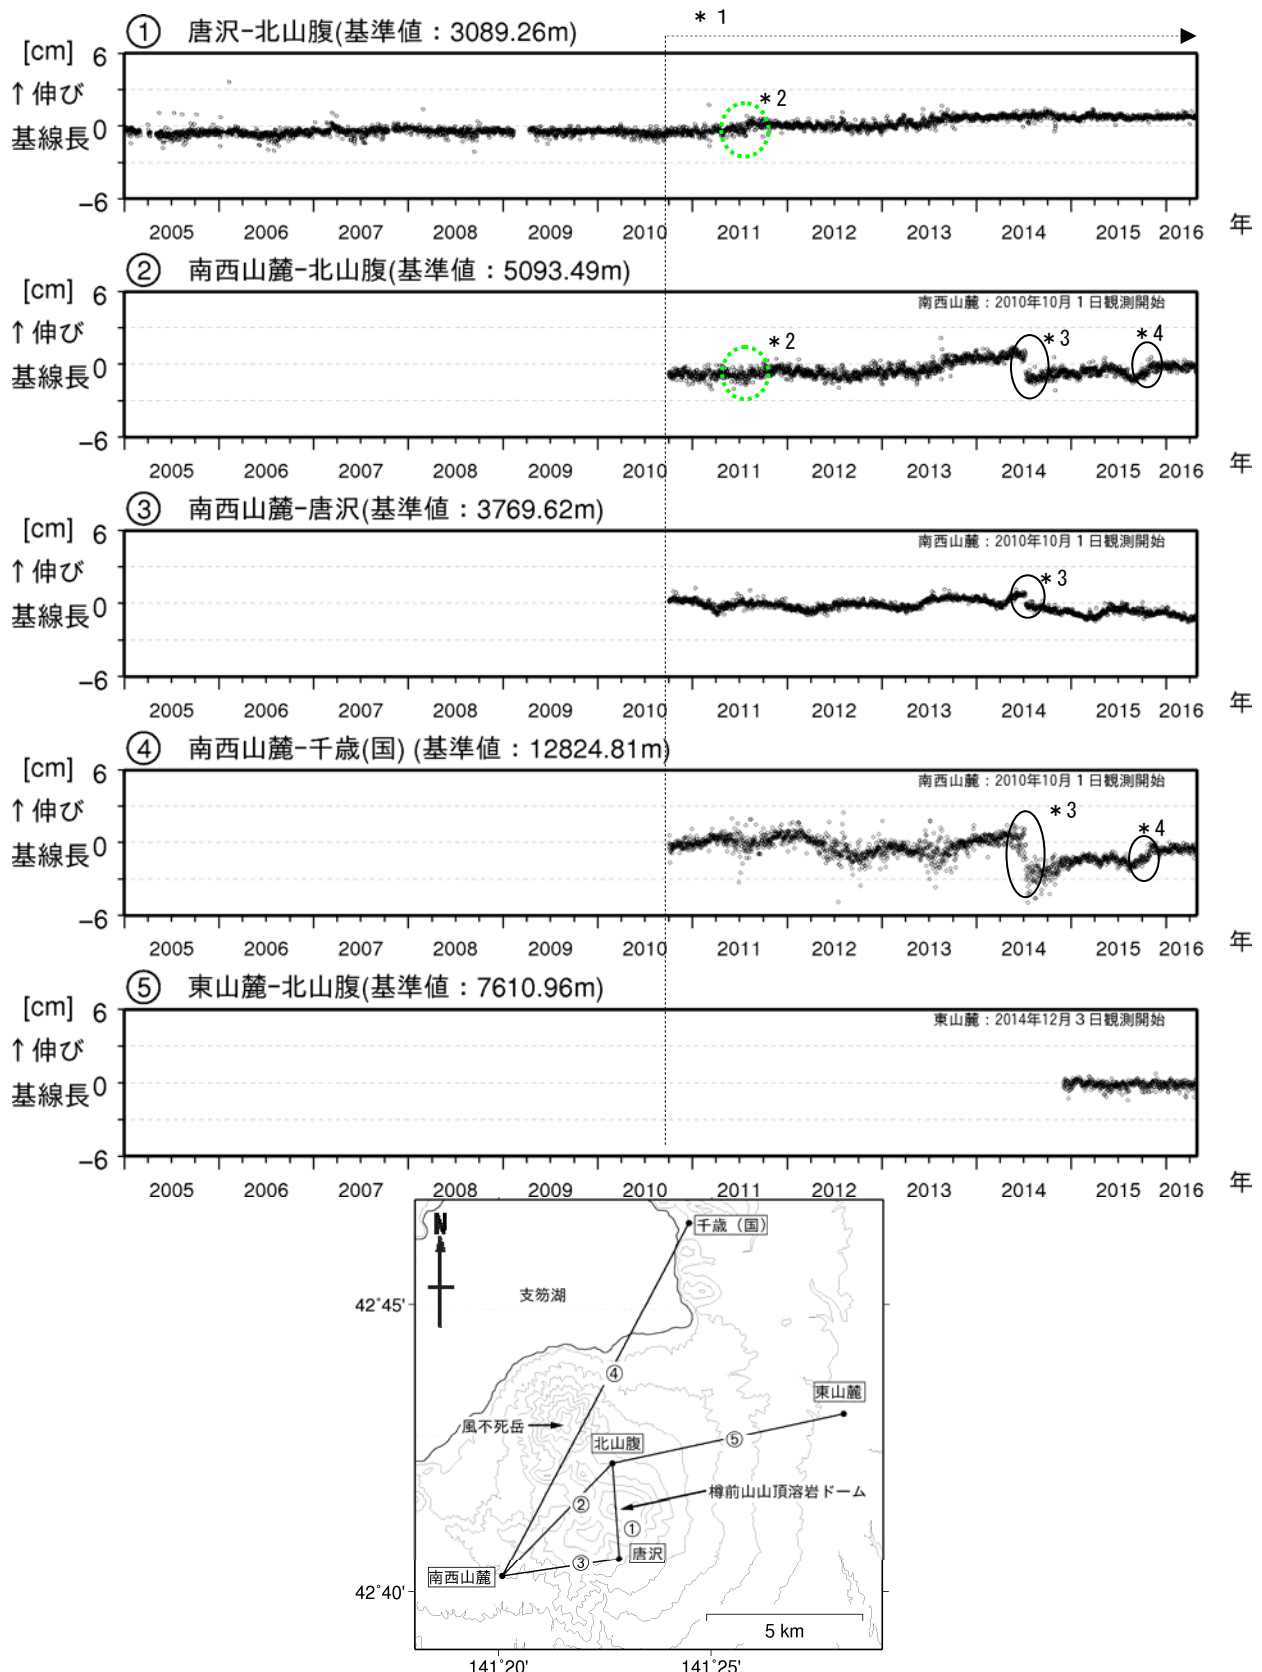 ＊1
① 唐沢−北山腹(基準値：3089.26m)
[cm] 6
↑伸び
基線長 0
−6
2005 2006 2007 2008 2009 2010 2011 2012 2013 2014 2015 2016 年
＊2
② 南西山麓−北山腹(基準値：5093.49m)
[cm] 6
南西山麓：2010年10月１日観測開始
↑伸び
基線長 0
−6
＊2 ＊3 ＊4
2005 2006 2007 2008 2009 2010 2011 2012 2013 2014 2015 2016 年
③ 南西山麓−唐沢(基準値：3769.62m)
[cm] 6
南西山麓：2010年10月１日観測開始
↑伸び
基線長 0
−6
＊3
2005 2006 2007 2008 2009 2010 2011 2012 2013 2014 2015 2016 年
④ 南西山麓−千歳(国) (基準値：12824.81m)
[cm] 6
南西山麓：2010年10月１日観測開始
↑伸び
基線長 0
−6
＊3 ＊4
2005 2006 2007 2008 2009 2010 2011 2012 2013 2014 2015 2016 年
⑤ 東山麓−北山腹(基準値：7610.96m)
[cm] 6
東山麓：2014年12月３日観測開始
↑伸び
基線長 0
−6
2005 2006 2007 2008 2009 2010 2011 2012 2013 2014 2015 2016 年
N
千歳（国）
支笏湖
42˚45'
④
東山麓
風不死岳
北山腹
⑤
樽前山山頂溶岩ドーム
②
①
唐沢
③
南西山麓
42˚40'
5 km
141˚20' 141˚25'